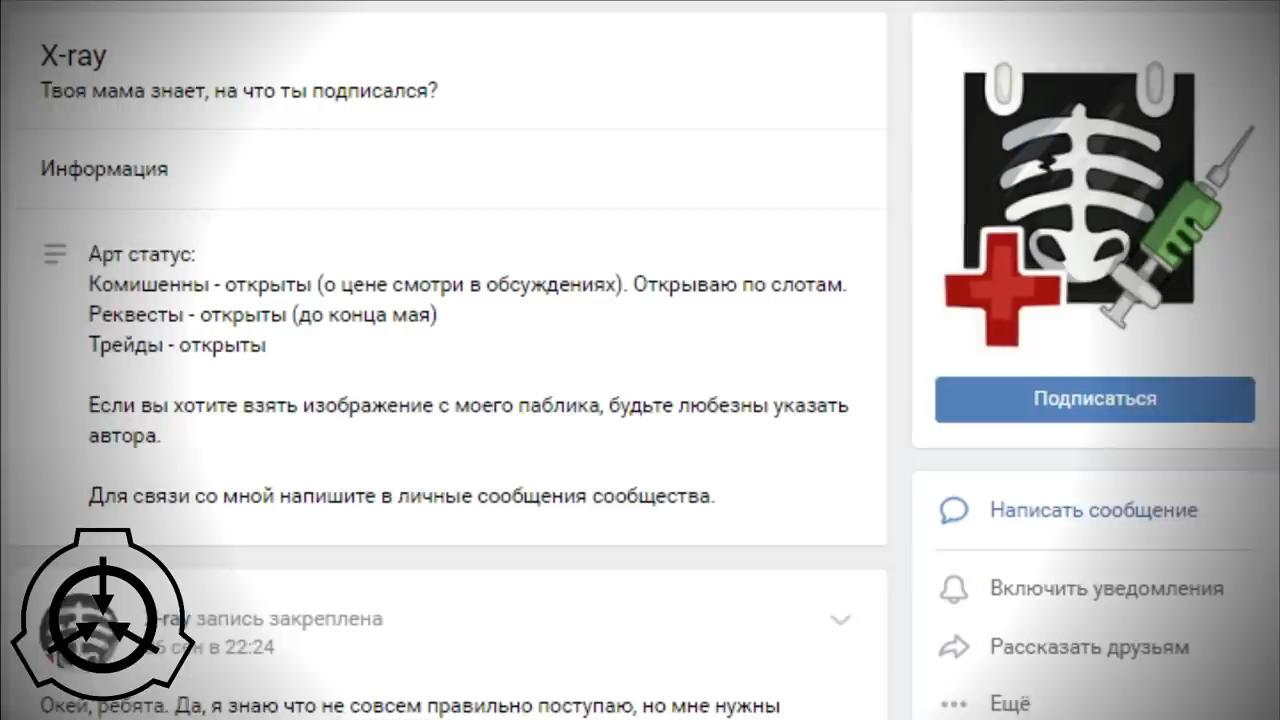 X-ray
Твоя мама знает, на что ты подписался?
Информация
Арт статус:
Комишенны - открыты (о цене смотри в обсуждениях). Открываю по слотам.
Реквесты - открыты (до конца мая)
Трейды - открыты
Если вы хотите взять изображение с моего паблика, будьте любезны указать
автора.
Для связи со мной напишите в личные сообщения сообщества.
запись закреплена
сен в 22:24
Окей, ребята. Да, я знаю что не совсем правильно поступаю, но мне нужны
Подписаться
Написать сообщение
Включить уведомления
Рассказать друзьям
Ещё